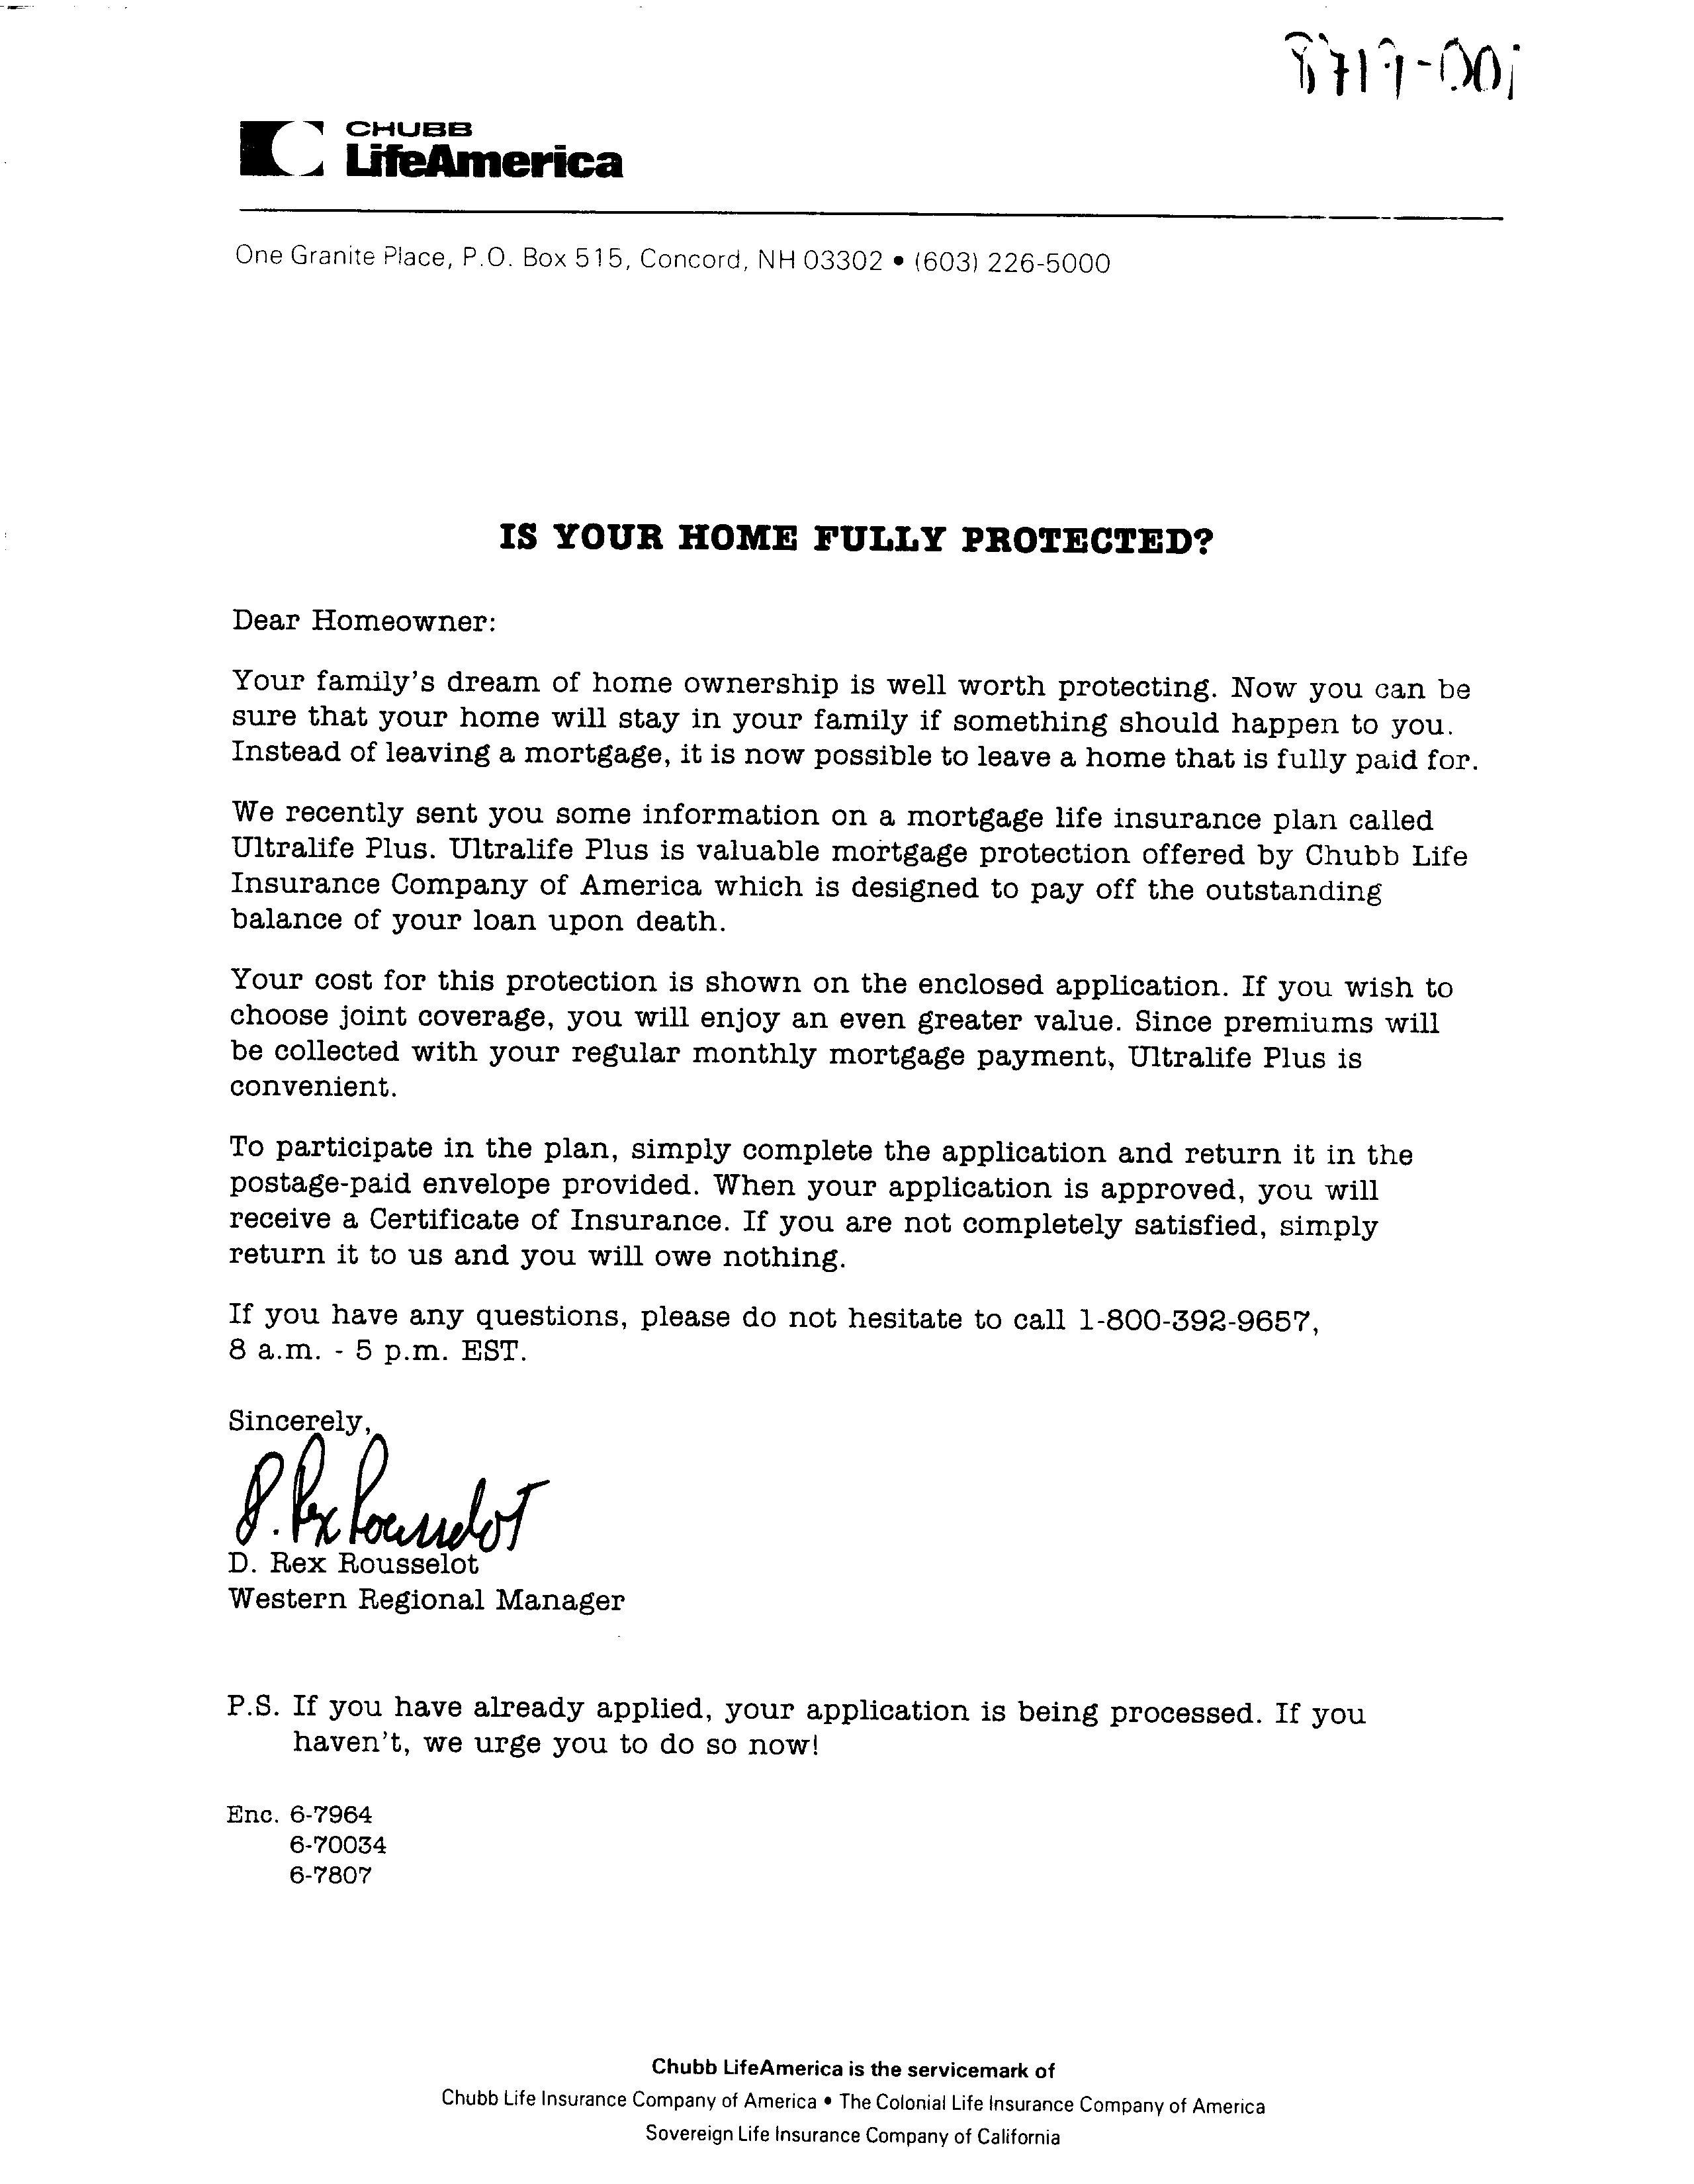 CHUBB
LifeAmerica
One Granite Place, P.O. Box 515, Concord, NH 03302 • (603) 226-5000
IS YOUR HOME FULLY PROTECTED?
Dear Homeowner:
Your family's dream of home ownership is well worth protecting. Now you can be
sure that your home will stay in your family if something should happen to you.
Instead of leaving a mortgage, it is now possible to leave a home that is fully paid for.
We recently sent you some information on a mortgage life insurance plan called
Ultralife Plus. Ultralife Plus is valuable mortgage protection offered by Chubb Life
Insurance Company of America which is designed to pay off the outstanding
balance of your loan upon death.
Your cost for this protection is shown on the enclosed application. If you wish to
choose joint coverage, you will enjoy an even greater value. Since premiums will
be collected with your regular monthly mortgage payment, Ultralife Plus is
convenient.
To participate in the plan, simply complete the application and return it in the
postage-paid envelope provided. When your application is approved, you will
receive a Certificate of Insurance. If you are not completely satisfied, simply
return it to us and you will owe nothing.
If you have any questions, please do not hesitate to call 1-800-392-9657,
8 a.m. - 5 p.m. EST.
Sincerely,
D. Rex Rousselot
D. Rex Rousselot
Western Regional Manager
P.S. If you have already applied, your application is being processed. If you
haven't, we urge you to do so now!
Enc. 6-7964
6-70034
6-7807
Chubb LifeAmerica is the servicemark of
Chubb Life Insurance Company of America • The Colonial Life Insurance Company of America
Sovereign Life Insurance Company of California